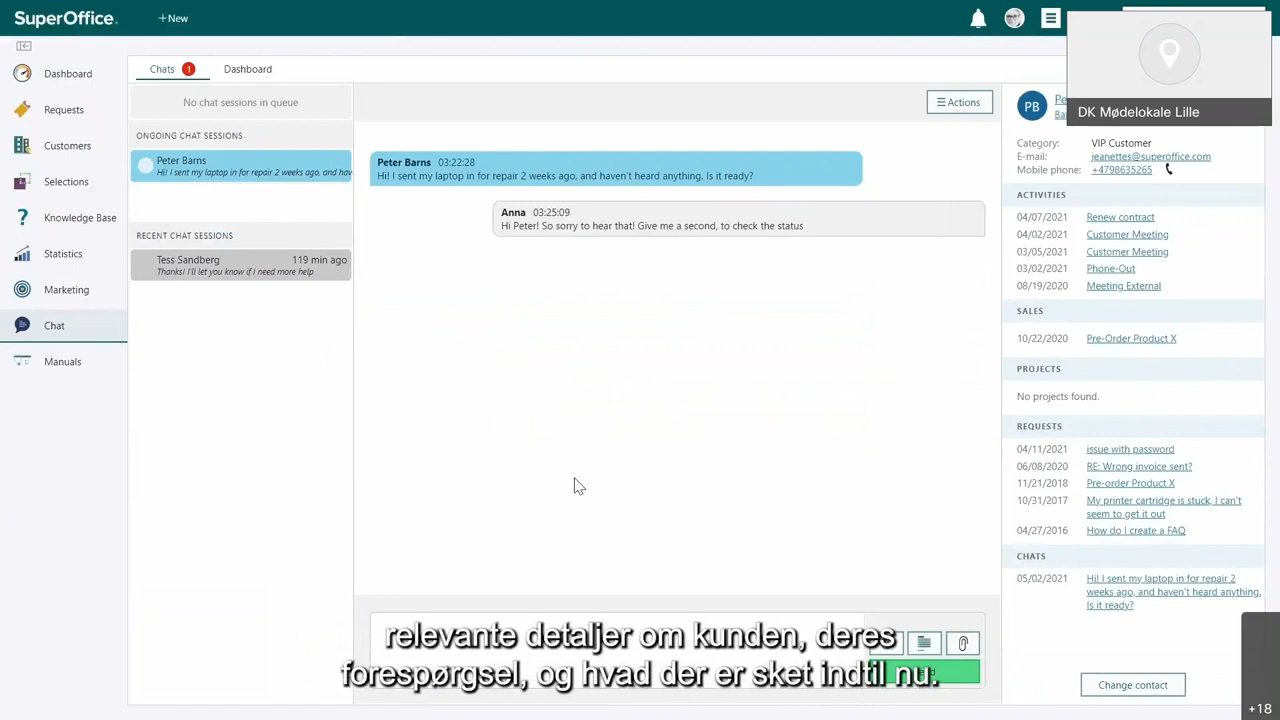 SuperOffice.
+New
DK Mødelokale Lille
Dashboard
Requests
Customers
Selections
Knowledge Base
Statistics
Marketing
Chat
Manuals
Chats 1 Dashboard
No chat sessions in queue
ONGOING CHAT SESSIONS
Peter Barns
Hi! I sent my laptop in for repair 2 weeks ago, and hav
RECENT CHAT SESSIONS
Tess Sandberg 119 min ago
Thanks! I'll let you know if I need more help.
Actions
Peter Barns 03:22:28
Hi! I sent my laptop in for repair 2 weeks ago, and haven't heard anything. Is it ready?
Anna 03:25:09
Hi Peter! So sorry to hear that! Give me a second, to check the status
PB
Pe
Ba
Category: VIP Customer
E-mail: jeanettes@superoffice.com
Mobile phone: +4798635265
ACTIVITIES
04/07/2021 Renew contract
04/02/2021 Customer Meeting
03/05/2021 Customer Meeting
03/02/2021 Phone-Out
08/19/2020 Meeting External
SALES
10/22/2020 Pre-Order Product X
PROJECTS
No projects found.
REQUESTS
04/11/2021 issue with password
06/08/2020 RE: Wrong invoice sent?
11/21/2018 Pre-order Product X
10/31/2017 My printer cartridge is stuck, I can't
seem to get it out
04/27/2016 How do I create a FAQ
CHATS
05/02/2021 Hi! I sent my laptop in for repair 2
weeks ago, and haven't heard anything.
Is it ready?
Change contact
+18
relevante detaljer om kunden, deres
forespørgsel, og hvad der er sket indtil nu.